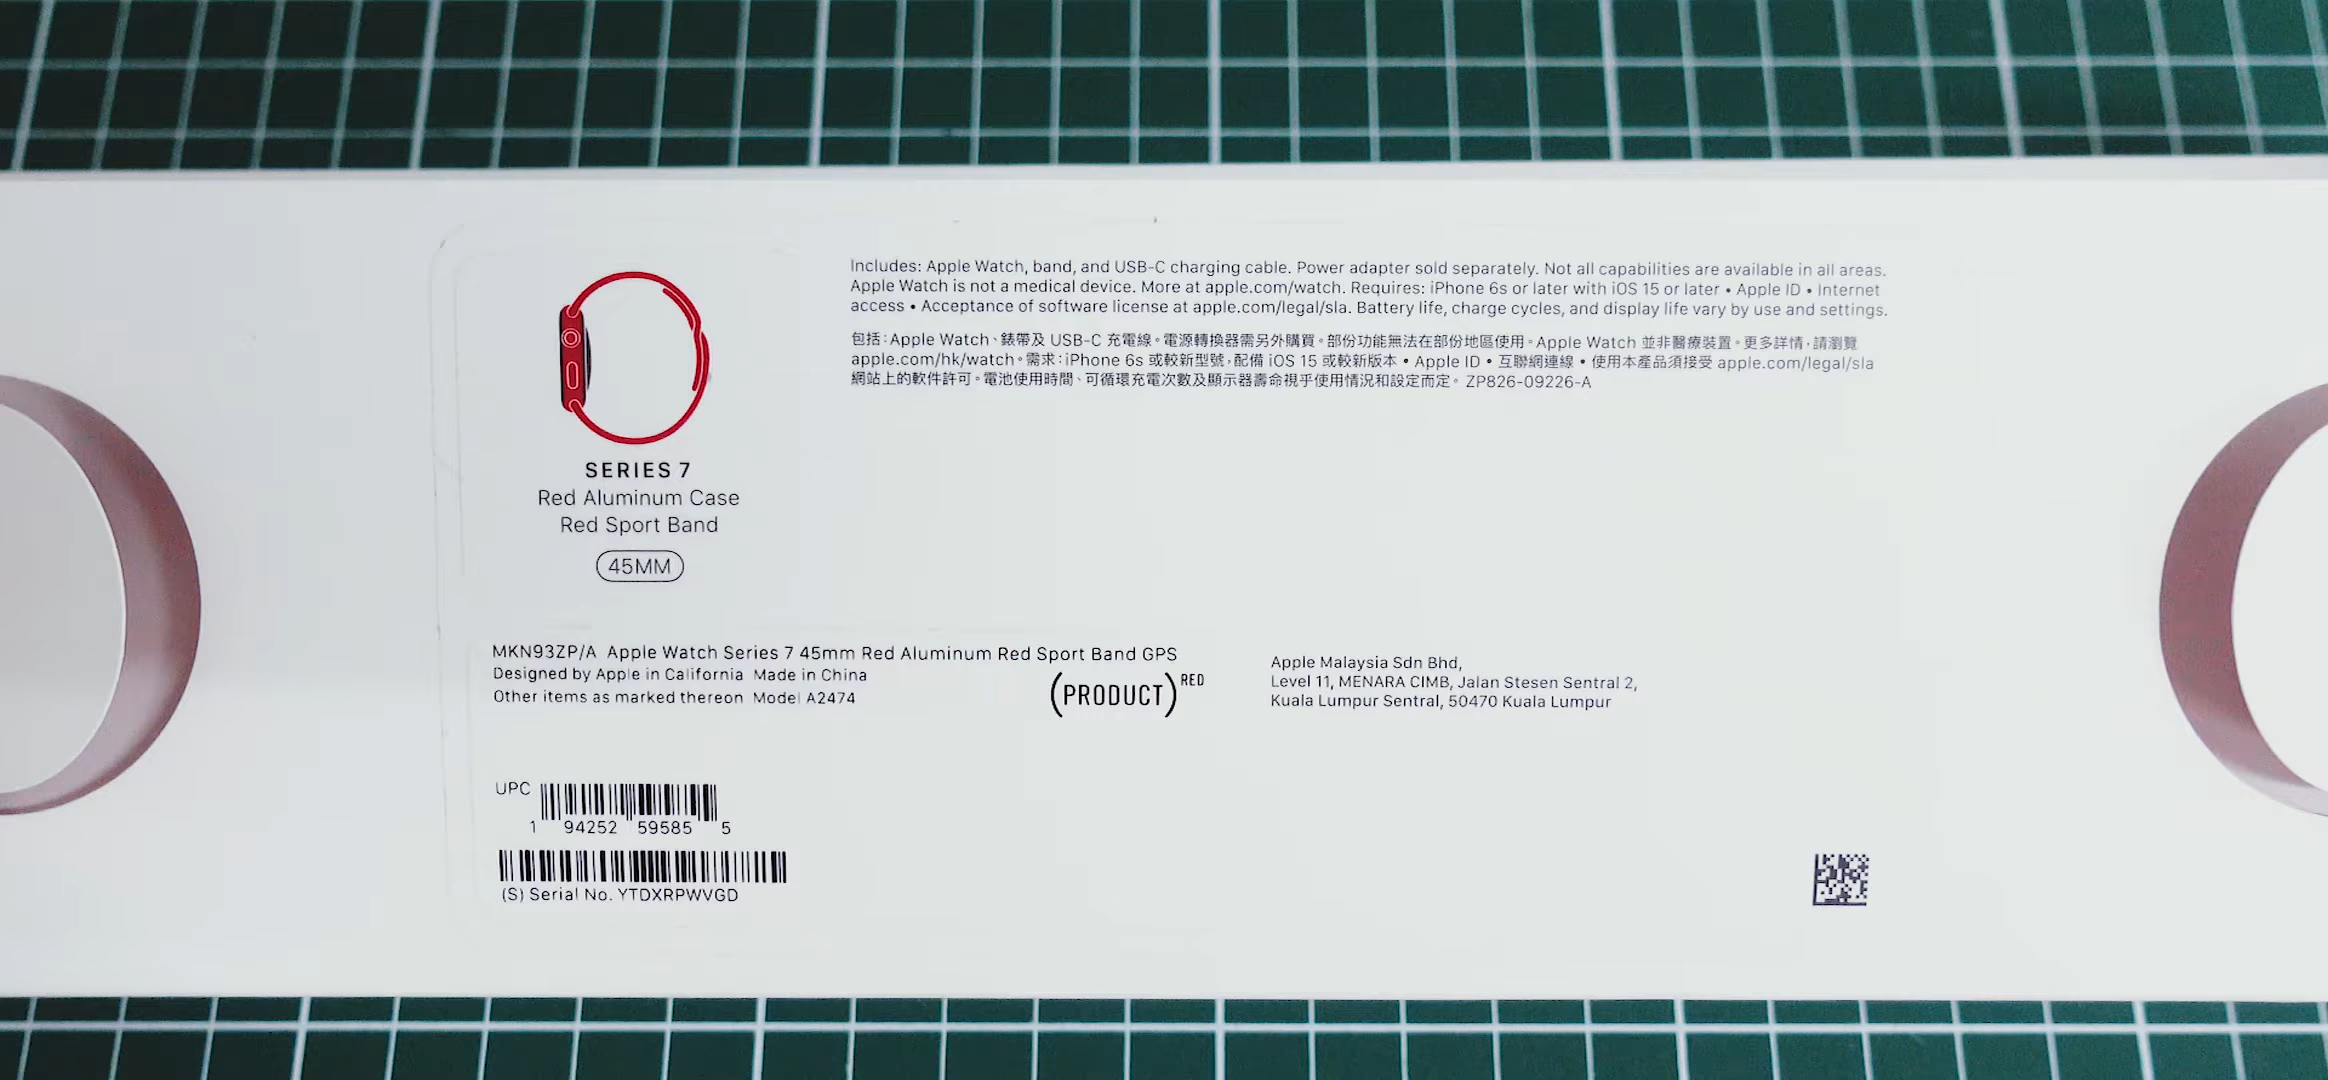 SERIES 7
Red Aluminum Case
Red Sport Band
45MM
Includes: Apple Watch, band, and USB-C charging cable. Power adapter sold separately. Not all capabilities are available in all areas.
Apple Watch is not a medical device. More at apple.com/watch. Requires: iPhone 6s or later with iOS 15 or later • Apple ID • Internet
access • Acceptance of software license at apple.com/legal/sla. Battery life, charge cycles, and display life vary by use and settings.
包括：Apple Watch、錶帶及 USB-C 充電線。電源轉換器需另外購買。部份功能無法在部份地區使用。Apple Watch 並非醫療裝置。更多詳情，請瀏覽
apple.com/hk/watch。需求：iPhone 6s 或較新型號，配備 iOS 15 或較新版本 • Apple ID • 互聯網連線 • 使用本產品須接受 apple.com/legal/sla
網站上的軟件許可。電池使用時間、可循環充電次數及顯示器壽命視乎使用情況和設定而定。 ZP826-09226-A
MKN93ZP/A Apple Watch Series 7 45mm Red Aluminum Red Sport Band GPS
Designed by Apple in California Made in China
Other items as marked thereon Model A2474
(PRODUCT)RED
Apple Malaysia Sdn Bhd,
Level 11, MENARA CIMB, Jalan Stesen Sentral 2,
Kuala Lumpur Sentral, 50470 Kuala Lumpur
UPC
1 94252 59585 5
(S) Serial No. YTDXRPWVGD